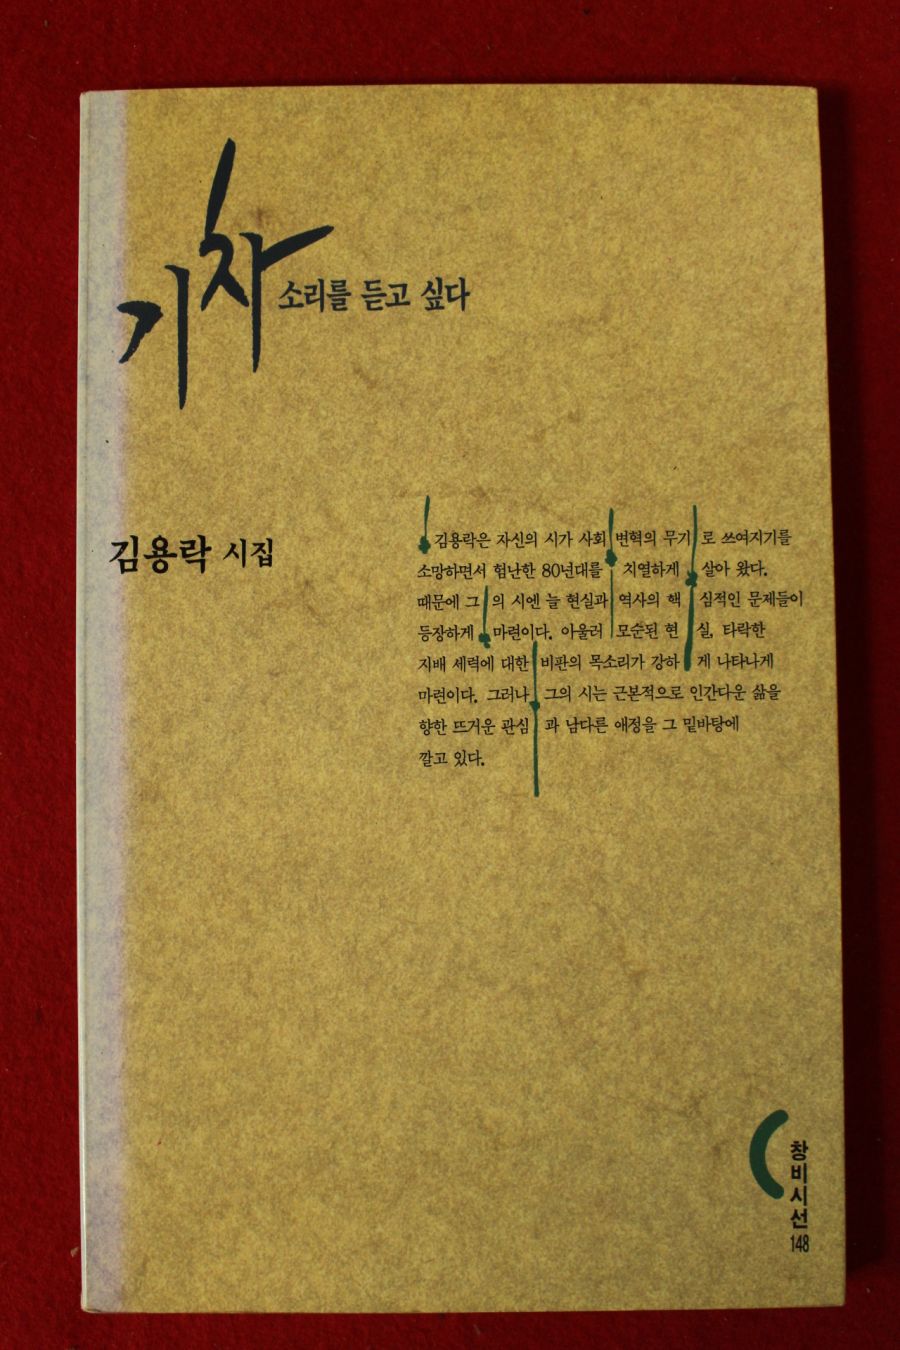 기차 소리를 듣고 싶다
김용락 시집
김용락은 자신의 시가 사회 변혁의 무기로 쓰여지기를
소망하면서 험난한 80년대를 치열하게 살아 왔다.
때문에 그의 시엔 늘 현실과 역사의 핵심적인 문제들이
등장하게 마련이다. 아울러 모순된 현실, 타락한
지배 세력에 대한 비판의 목소리가 강하게 나타나게
마련이다. 그러나 그의 시는 근본적으로 인간다운 삶을
향한 뜨거운 관심과 남다른 애정을 그 밑바탕에
깔고 있다.
창비시선
148